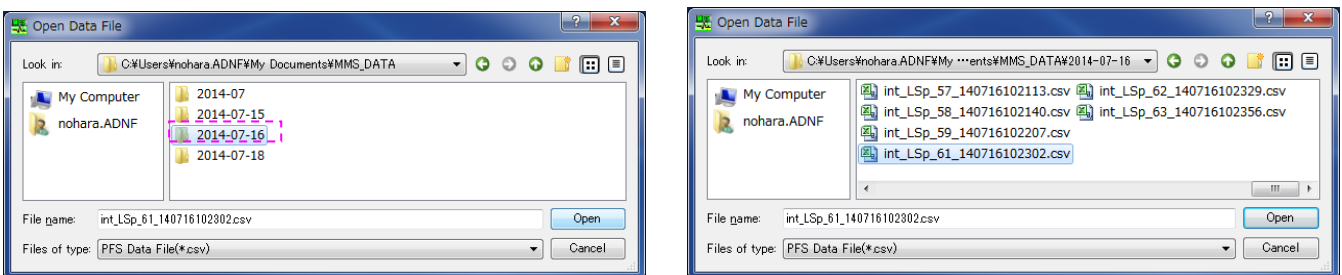 Open Data File
Look in: C:¥Users¥nohara.ADNF¥My Documents¥MMS_DATA
My Computer
nohara.ADNF
2014-07
2014-07-15
2014-07-16
2014-07-18
File name: int_LSp_61_140716102302.csv Open
Files of type: PFS Data File(*.csv) Cancel
Open Data File
Look in: C:¥Users¥nohara.ADNF¥My …ents¥MMS_DATA¥2014-07-16
My Computer
nohara.ADNF
int_LSp_57_140716102113.csv int_LSp_62_140716102329.csv
int_LSp_58_140716102140.csv int_LSp_63_140716102356.csv
int_LSp_59_140716102207.csv
int_LSp_61_140716102302.csv
File name: int_LSp_61_140716102302.csv Open
Files of type: PFS Data File(*.csv) Cancel